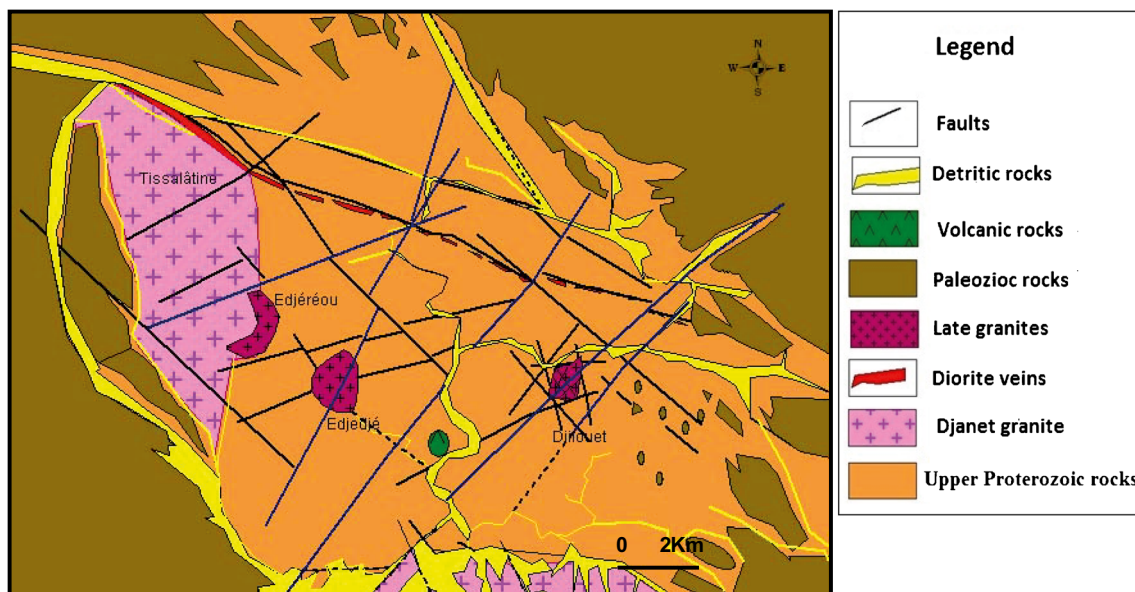 N
W E
S
Tissalâtine
Edjéréou
Edjedjé
Djilouet
0 2Km
Legend
Faults
Detritic rocks
Volcanic rocks
Paleozioc rocks
Late granites
Diorite veins
Djanet granite
Upper Proterozoic rocks